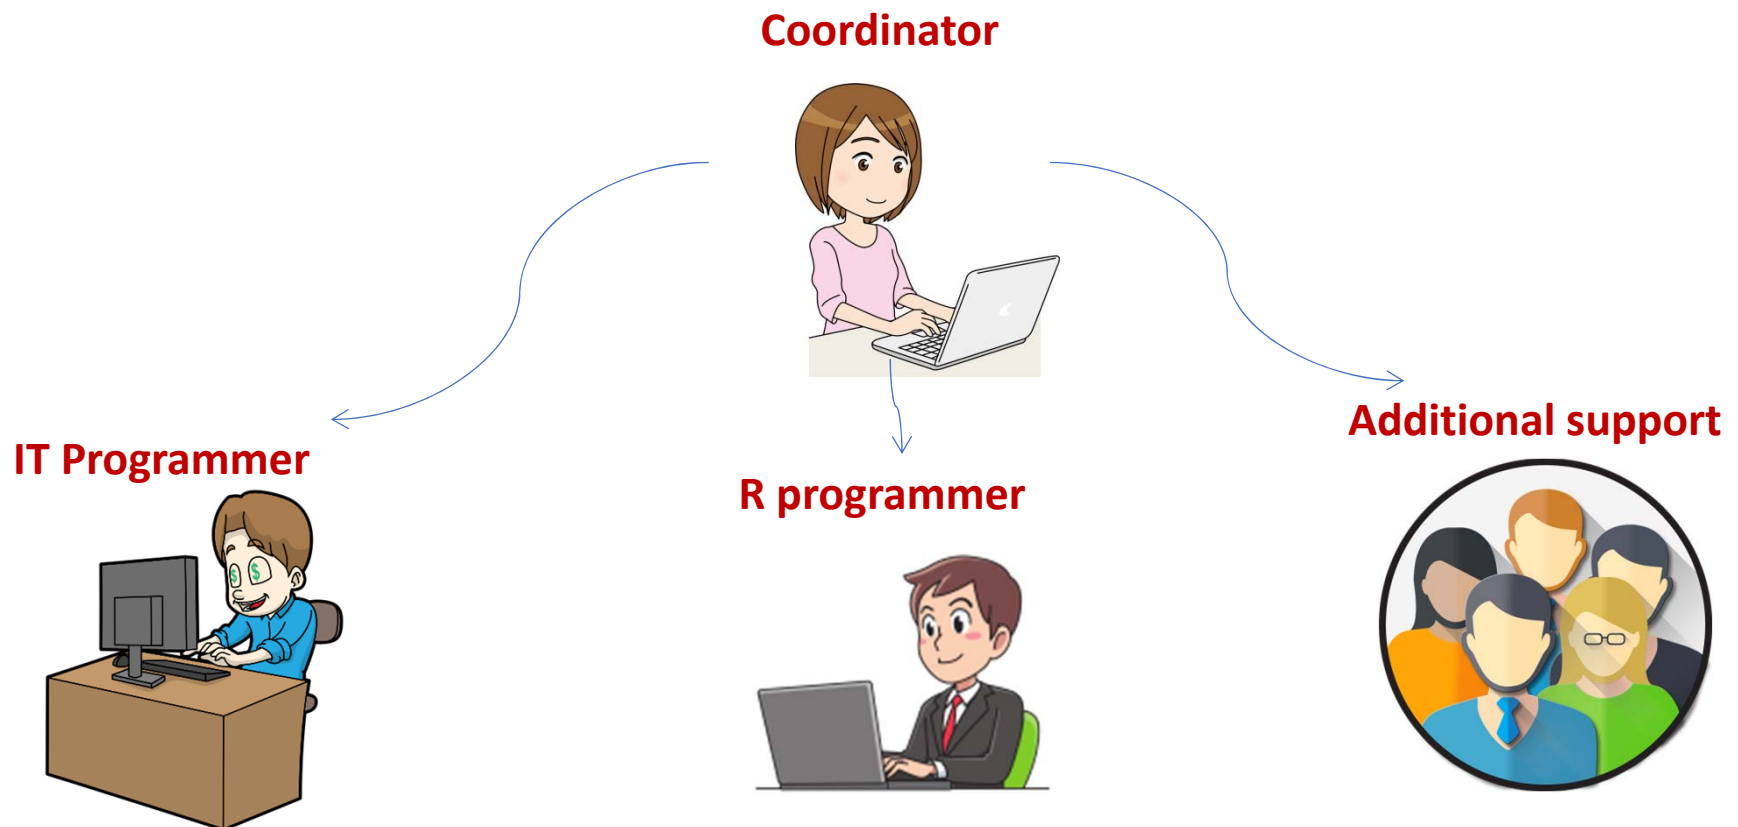 Coordinator
Additional support
IT Programmer
R programmer
$ $